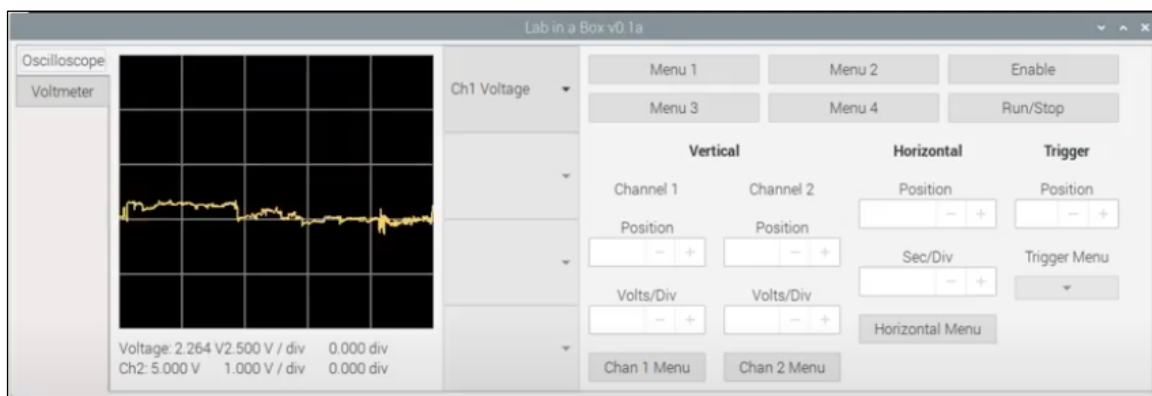 Lab in a Box v0.1a
Oscilloscope
Voltmeter
Voltage: 2.264 V2.500 V / div 0.000 div
Ch2: 5.000 V 1.000 V / div 0.000 div
Ch1 Voltage
Menu 1 Menu 2 Enable
Menu 3 Menu 4 Run/Stop
Vertical Horizontal Trigger
Channel 1 Channel 2 Position Position
Position Position
Sec/Div Trigger Menu
Volts/Div Volts/Div
Horizontal Menu
Chan 1 Menu Chan 2 Menu